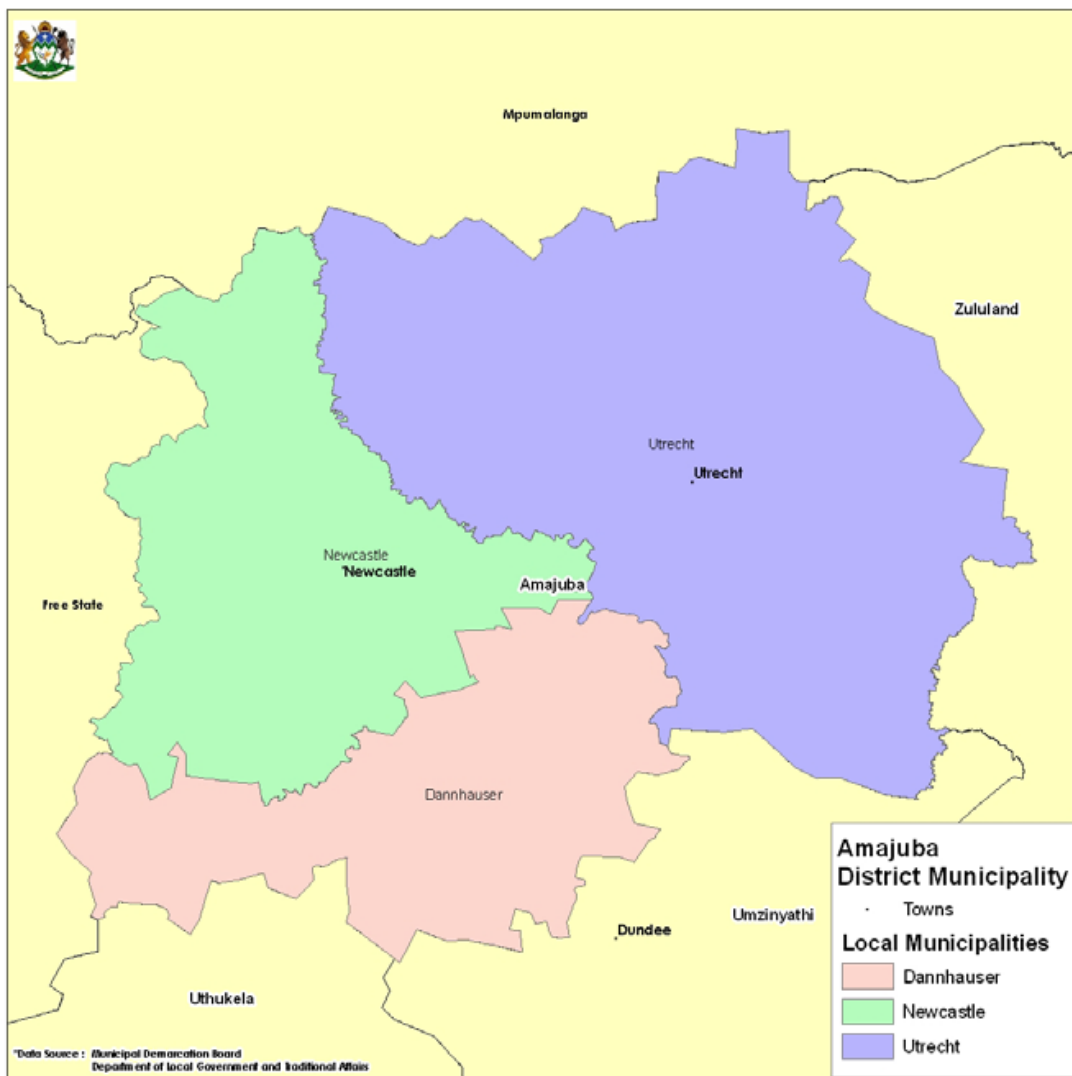 Mpumalanga
Zululand
Utrecht
Utrecht
Newcastle
Newcastle
Amajuba
Free State
Dannhauser
Dundee
Umzinyathi
Uthukela
Amajuba
District Municipality
Towns
Local Municipalities
Dannhauser
Newcastle
Utrecht
*Data Source : Municipal Demarcation Board
Department of Local Government and Traditional Affairs